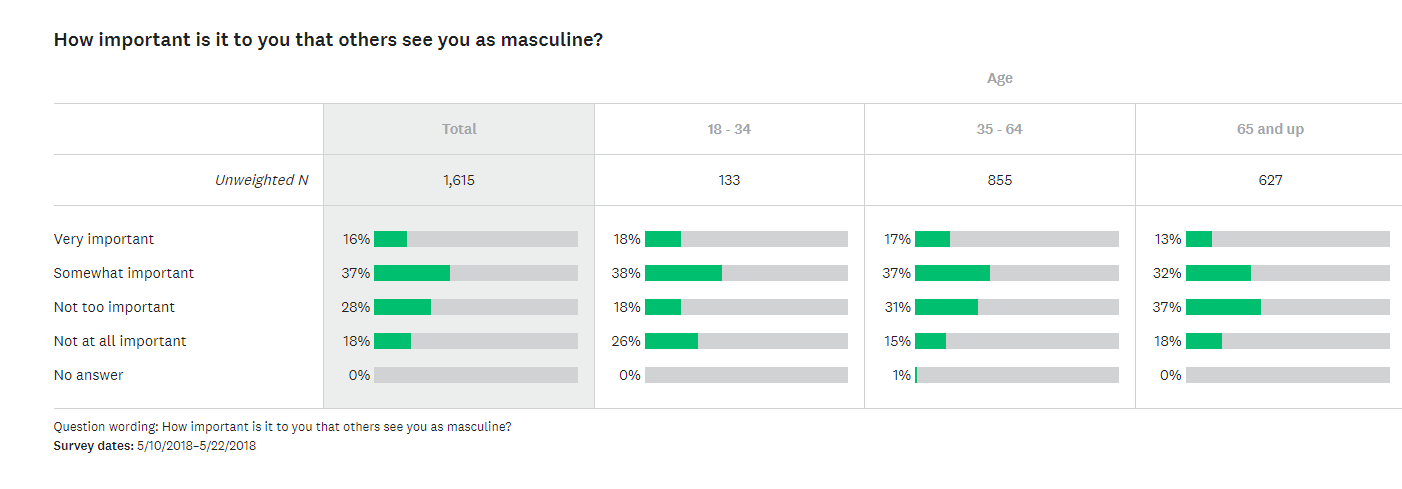 How important is it to you that others see you as masculine?
Age
Total 18 - 34 35 - 64 65 and up
Unweighted N 1,615 133 855 627
Very important 16% 18% 17% 13%
Somewhat important 37% 38% 37% 32%
Not too important 28% 18% 31% 37%
Not at all important 18% 26% 15% 18%
No answer 0% 0% 1% 0%
Question wording: How important is it to you that others see you as masculine?
Survey dates: 5/10/2018–5/22/2018